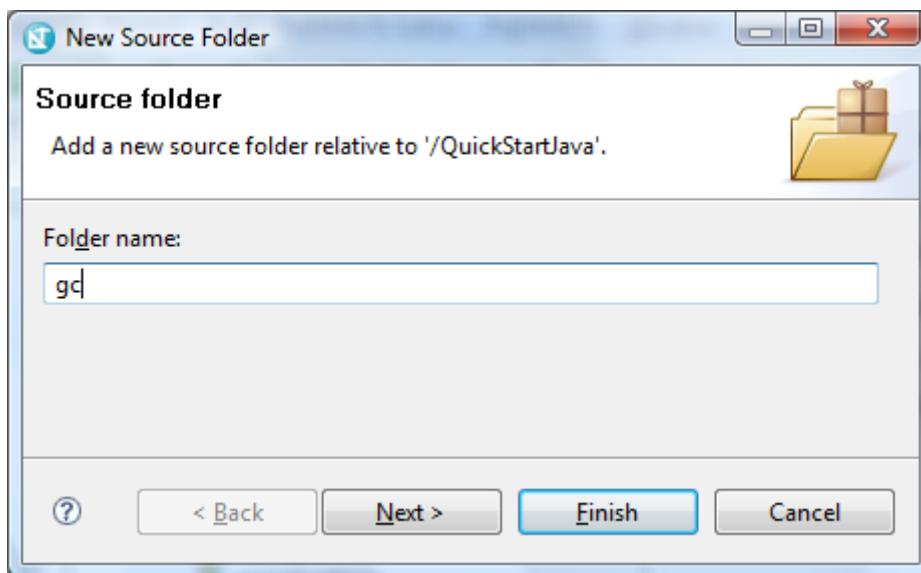 New Source Folder
Source folder
Add a new source folder relative to '/QuickStartJava'.
Folder name:
gc
< Back Next > Finish Cancel